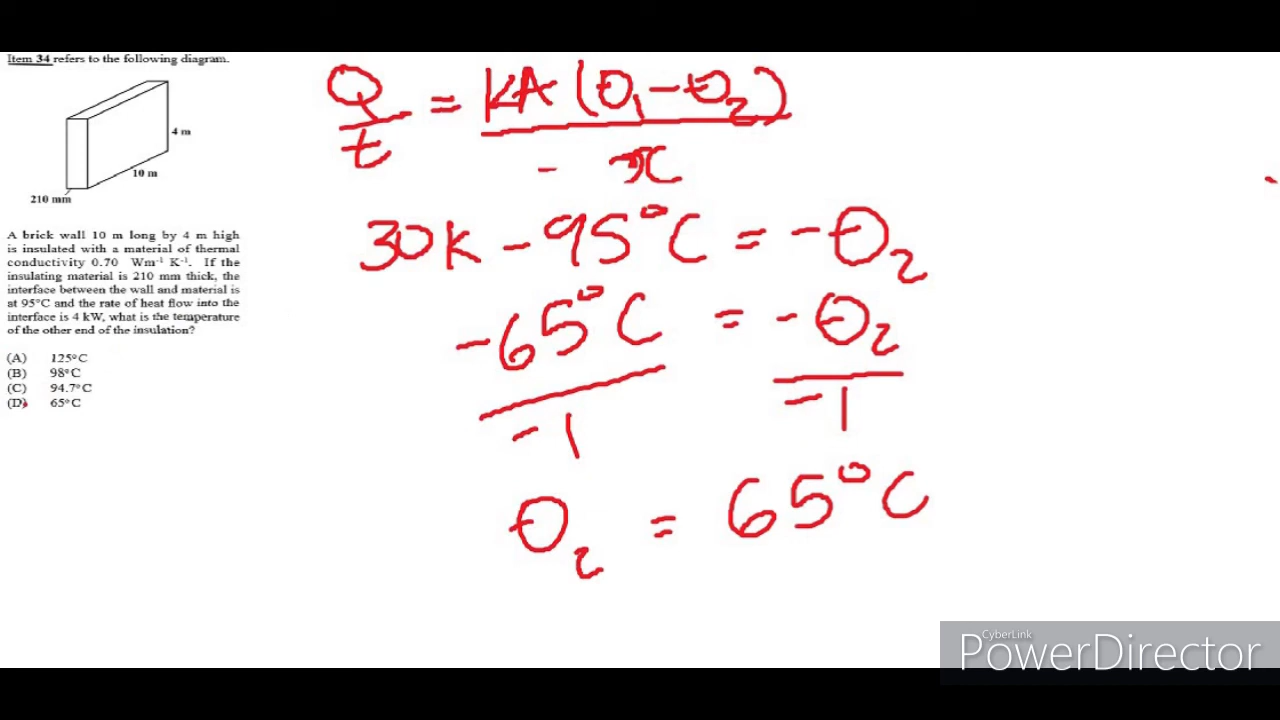 Item 34 refers to the following diagram.
4 m
10 m
210 mm
A brick wall 10 m long by 4 m high
is insulated with a material of thermal
conductivity 0.70 Wm⁻¹ K⁻¹. If the
insulating material is 210 mm thick, the
interface between the wall and material is
at 95°C and the rate of heat flow into the
interface is 4 kW, what is the temperature
of the other end of the insulation?
(A) 125°C
(B) 98°C
(C) 94.7°C
(D) 65°C
Q/t = kA(θ₁ - θ₂)/x
30K - 95°C = -θ₂
-65°C = -θ₂
-1 -1
θ₂ = 65°C
CyberLink
PowerDirector